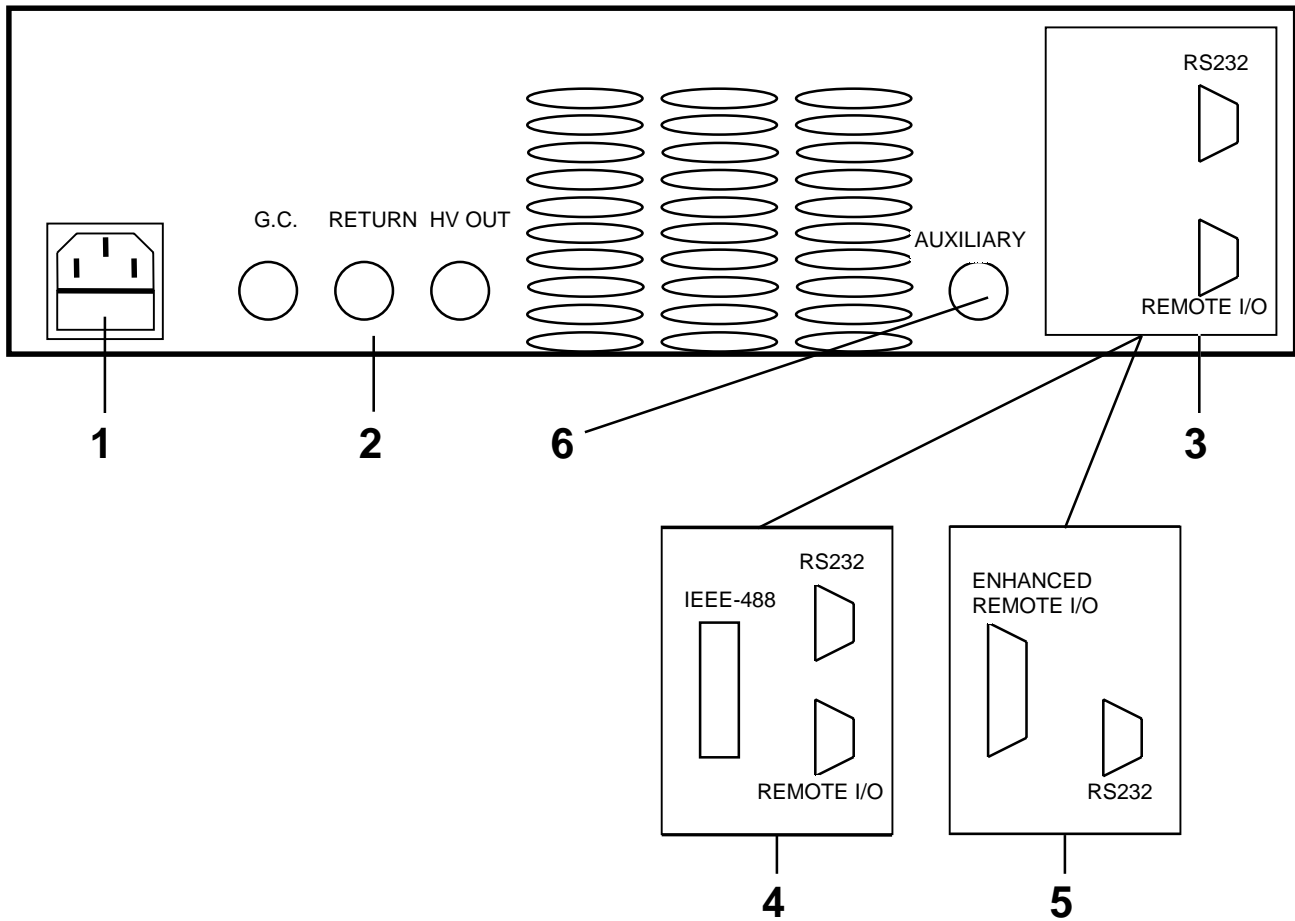 RS232
G.C. RETURN HV OUT
AUXILIARY
REMOTE I/O
1 2 6 3
RS232
IEEE-488
REMOTE I/O
ENHANCED
REMOTE I/O
RS232
4 5